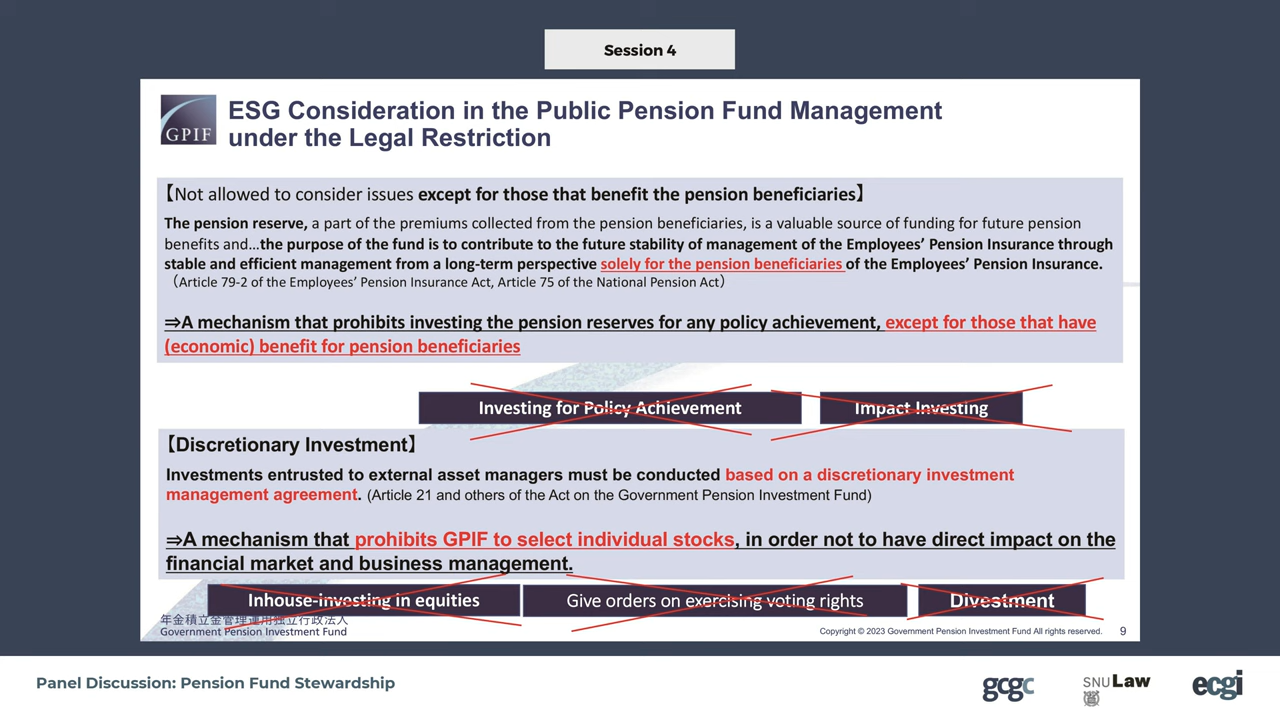 Session 4
GPIF
ESG Consideration in the Public Pension Fund Management
under the Legal Restriction
【Not allowed to consider issues except for those that benefit the pension beneficiaries】
The pension reserve, a part of the premiums collected from the pension beneficiaries, is a valuable source of funding for future pension
benefits and…the purpose of the fund is to contribute to the future stability of management of the Employees’ Pension Insurance through
stable and efficient management from a long-term perspective solely for the pension beneficiaries of the Employees’ Pension Insurance.
（Article 79-2 of the Employees’ Pension Insurance Act, Article 75 of the National Pension Act）
⇒A mechanism that prohibits investing the pension reserves for any policy achievement, except for those that have
(economic) benefit for pension beneficiaries
Investing for Policy Achievement
Impact Investing
【Discretionary Investment】
Investments entrusted to external asset managers must be conducted based on a discretionary investment
management agreement. (Article 21 and others of the Act on the Government Pension Investment Fund)
⇒A mechanism that prohibits GPIF to select individual stocks, in order not to have direct impact on the
financial market and business management.
Inhouse-investing in equities
Give orders on exercising voting rights
Divestment
年金積立金管理運用独立行政法人
Government Pension Investment Fund
Copyright © 2023 Government Pension Investment Fund All rights reserved.
9
Panel Discussion: Pension Fund Stewardship
gcgc
SNU Law
ecgi